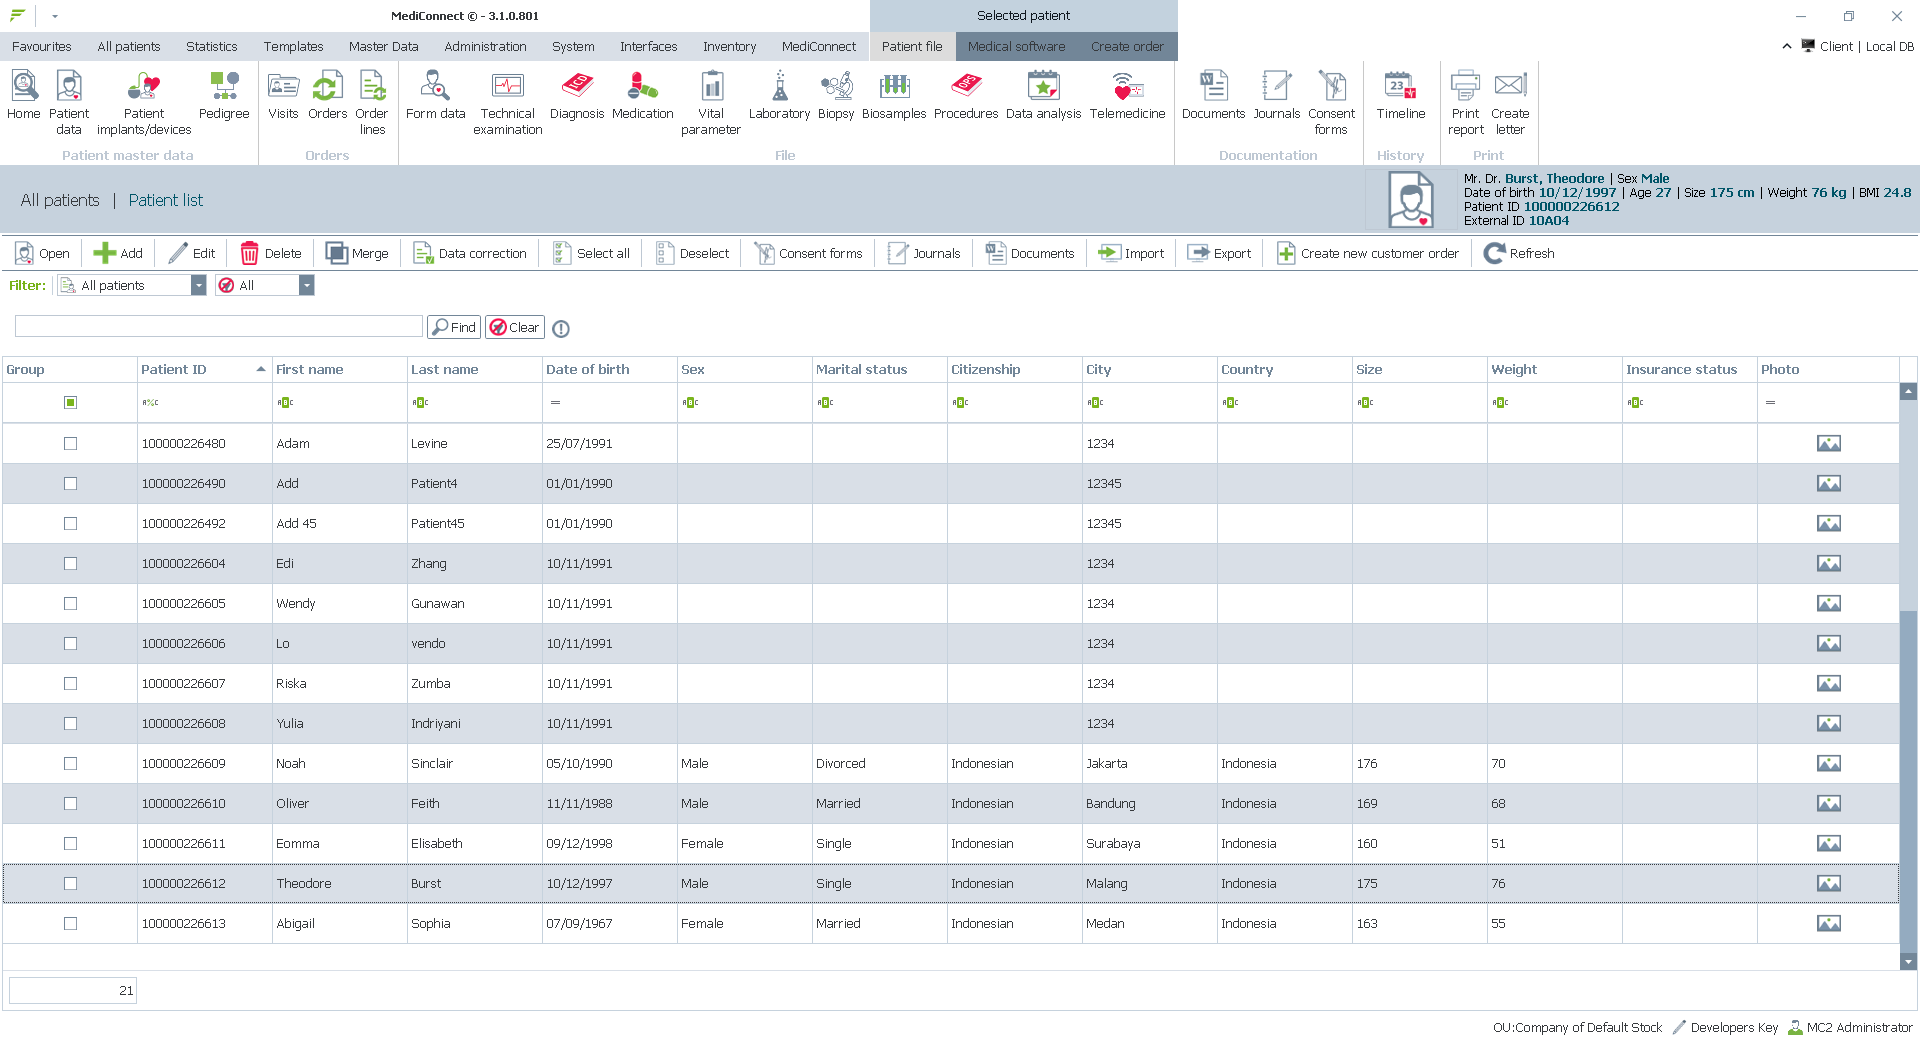 MediConnect © - 3.1.0.801
Selected patient
Favourites All patients Statistics Templates Master Data Administration System Interfaces Inventory MediConnect Patient file Medical software Create order Client | Local DB
Home Patient data Patient implants/devices Pedigree Visits Orders Order lines Form data Technical examination Diagnosis Medication Vital parameter Laboratory Biopsy Biosamples Procedures Data analysis Telemedicine Documents Journals Consent forms Timeline Print report Create letter
Patient master data Orders File Documentation History Print
All patients | Patient list
Mr. Dr. Burst, Theodore | Sex Male
Date of birth 10/12/1997 | Age 27 | Size 175 cm | Weight 76 kg | BMI 24.8
Patient ID 100000226612
External ID 10A04
Open Add Edit Delete Merge Data correction Select all Deselect Consent forms Journals Documents Import Export Create new customer order Refresh
Filter: All patients All
Find Clear
Group Patient ID First name Last name Date of birth Sex Marital status Citizenship City Country Size Weight Insurance status Photo
100000226480 Adam Levine 25/07/1991 1234
100000226490 Add Patient4 01/01/1990 12345
100000226492 Add 45 Patient45 01/01/1990 12345
100000226604 Edi Zhang 10/11/1991 1234
100000226605 Wendy Gunawan 10/11/1991 1234
100000226606 Lo vendo 10/11/1991 1234
100000226607 Riska Zumba 10/11/1991 1234
100000226608 Yulia Indriyani 10/11/1991 1234
100000226609 Noah Sinclair 05/10/1990 Male Divorced Indonesian Jakarta Indonesia 176 70
100000226610 Oliver Feith 11/11/1988 Male Married Indonesian Bandung Indonesia 169 68
100000226611 Eomma Elisabeth 09/12/1998 Female Single Indonesian Surabaya Indonesia 160 51
100000226612 Theodore Burst 10/12/1997 Male Single Indonesian Malang Indonesia 175 76
100000226613 Abigail Sophia 07/09/1967 Female Married Indonesian Medan Indonesia 163 55
21
OU:Company of Default Stock Developers Key MC2 Administrator